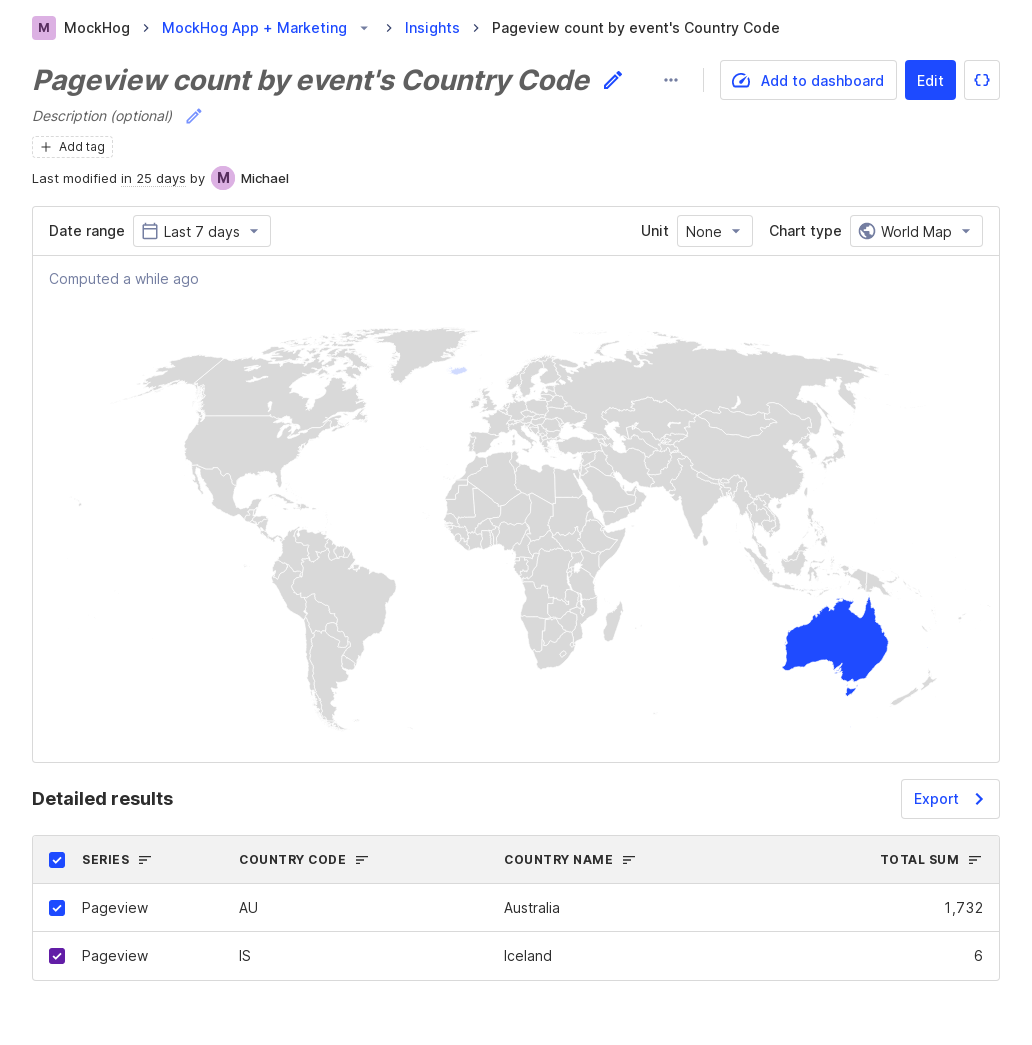 M MockHog MockHog App + Marketing Insights Pageview count by event's Country Code
Pageview count by event's Country Code Add to dashboard Edit {}
Description (optional)
Add tag
Last modified in 25 days by M Michael
Date range Last 7 days Unit None Chart type World Map
Computed a while ago
Detailed results Export
SERIES COUNTRY CODE COUNTRY NAME TOTAL SUM
Pageview AU Australia 1,732
Pageview IS Iceland 6